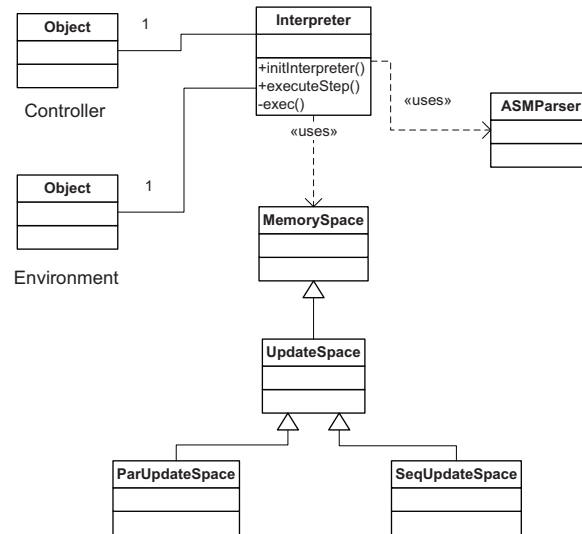 Object
1
Interpreter
+initInterpreter()
+executeStep()
-exec()
Controller
«uses»
ASMParser
«uses»
Object
1
MemorySpace
Environment
UpdateSpace
ParUpdateSpace
SeqUpdateSpace